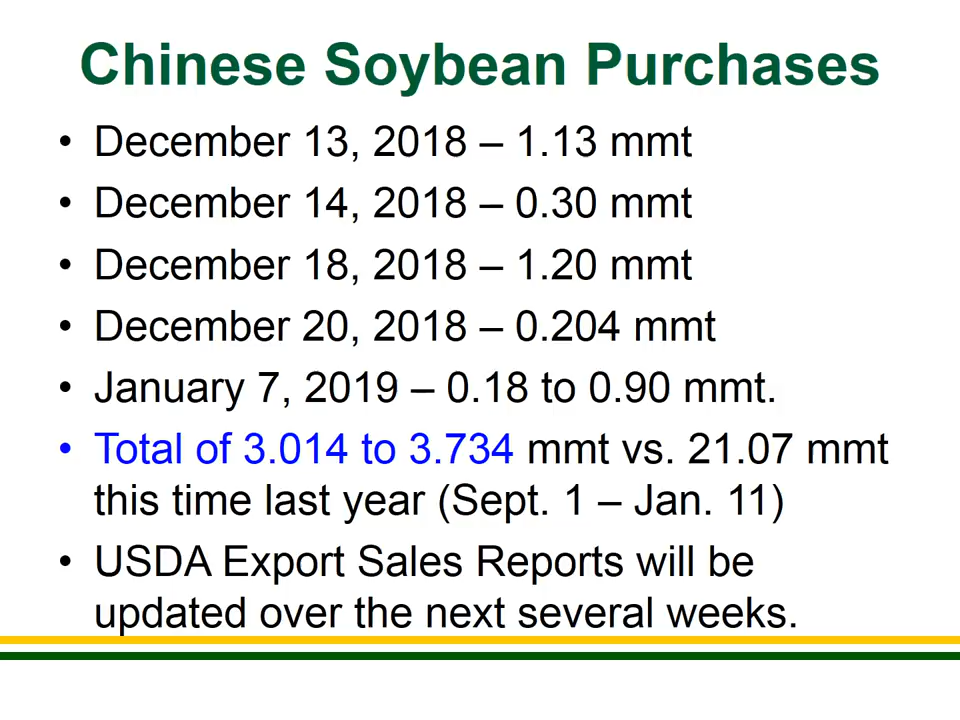 Chinese Soybean Purchases
• December 13, 2018 – 1.13 mmt
• December 14, 2018 – 0.30 mmt
• December 18, 2018 – 1.20 mmt
• December 20, 2018 – 0.204 mmt
• January 7, 2019 – 0.18 to 0.90 mmt.
• Total of 3.014 to 3.734 mmt vs. 21.07 mmt
this time last year (Sept. 1 – Jan. 11)
• USDA Export Sales Reports will be
updated over the next several weeks.